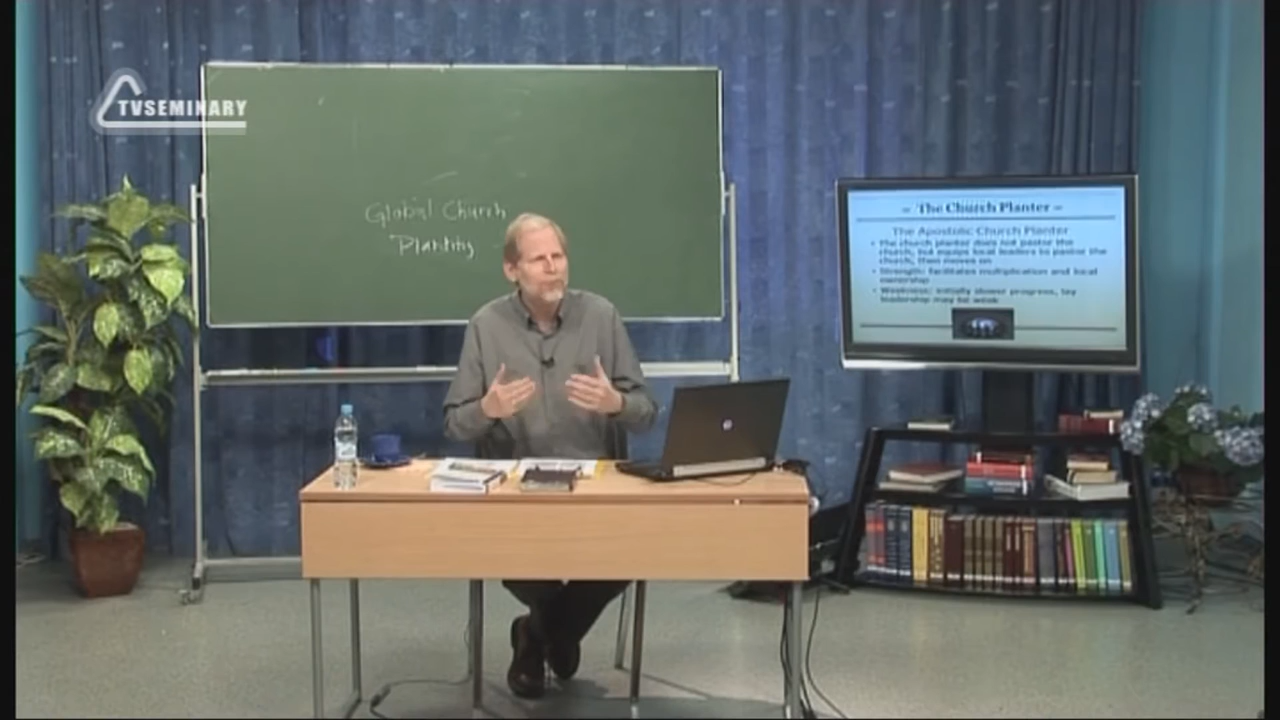 TVSEMINARY
Global Church
Planting
The Church Planter
The Apostolic Church Planter
• The church planter does not pastor the
church, but equips local leaders to pastor the
church, then moves on
• Strength: facilitates multiplication and local
ownership
• Weakness: initially slower progress, lay
leadership may be weak